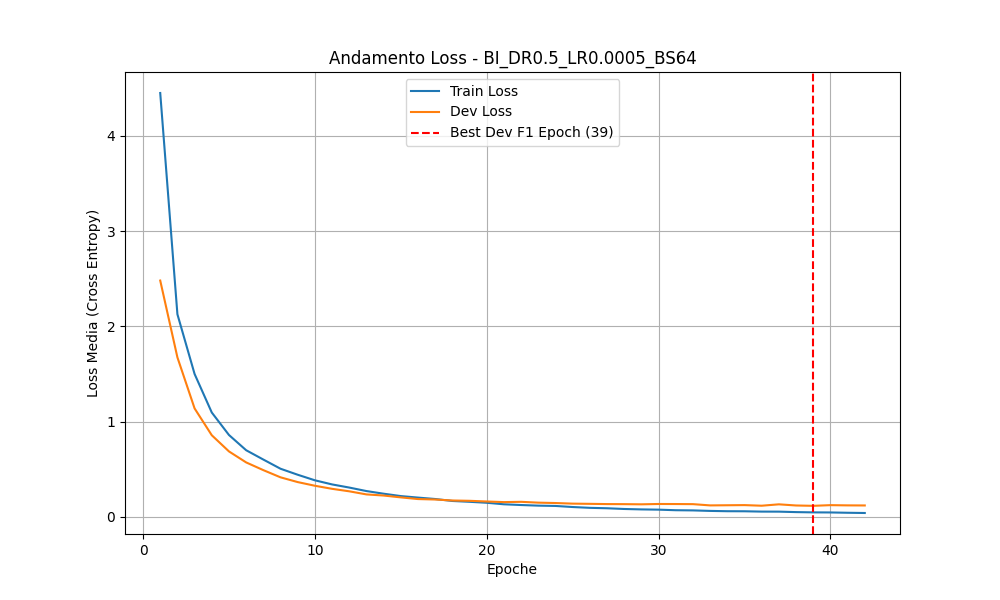 Andamento Loss - BI_DR0.5_LR0.0005_BS64
Train Loss
Dev Loss
Best Dev F1 Epoch (39)
Loss Media (Cross Entropy)
4
3
2
1
0
0 10 20 30 40
Epoche